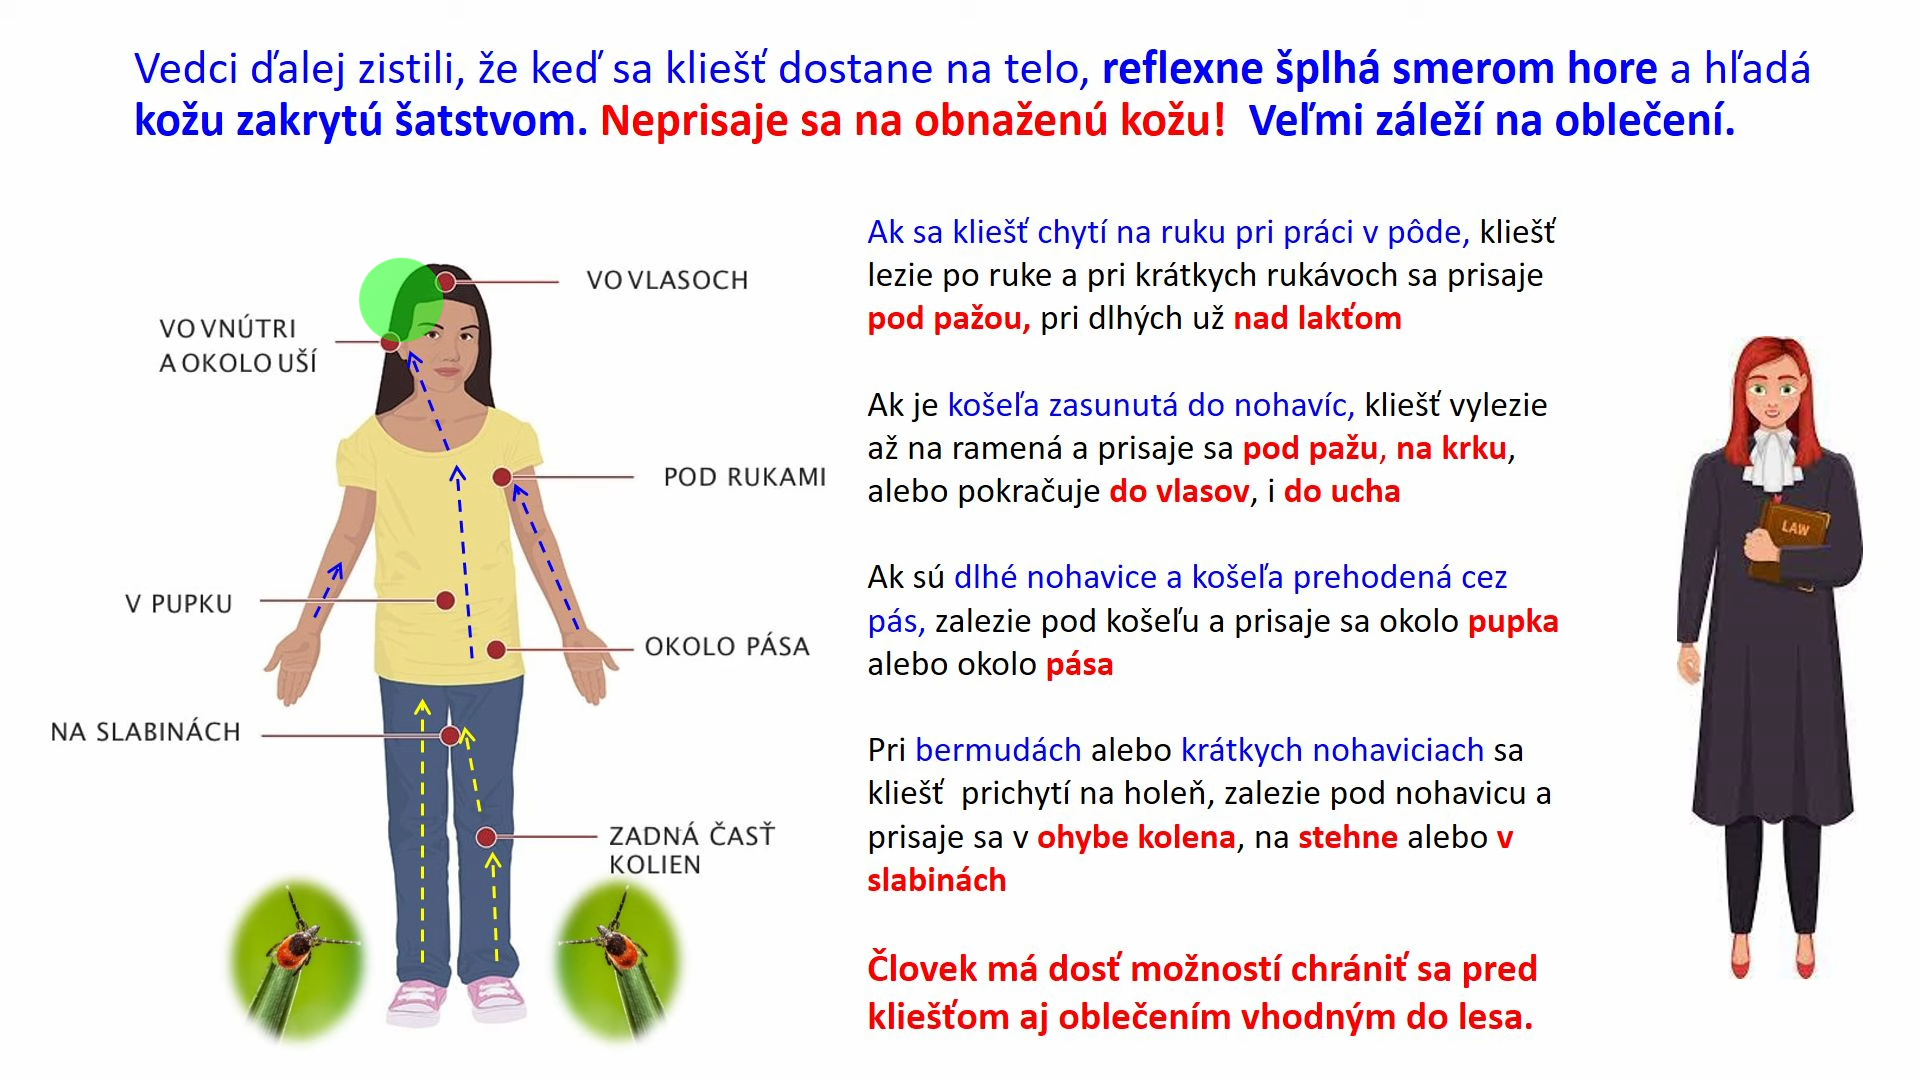 Vedci ďalej zistili, že keď sa kliešť dostane na telo, reflexne šplhá smerom hore a hľadá
kožu zakrytú šatstvom. Neprisaje sa na obnaženú kožu! Veľmi záleží na oblečení.
VO VLASOCH
VO VNÚTRI
A OKOLO UŠÍ
POD RUKAMI
V PUPKU
OKOLO PÁSA
NA SLABINÁCH
ZADNÁ ČASŤ
KOLIEN
Ak sa kliešť chytí na ruku pri práci v pôde, kliešť
lezie po ruke a pri krátkych rukávoch sa prisaje
pod pažou, pri dlhých už nad lakťom
Ak je košeľa zasunutá do nohavíc, kliešť vylezie
až na ramená a prisaje sa pod pažu, na krku,
alebo pokračuje do vlasov, i do ucha
Ak sú dlhé nohavice a košeľa prehodená cez
pás, zalezie pod košeľu a prisaje sa okolo pupka
alebo okolo pása
Pri bermudách alebo krátkych nohaviciach sa
kliešť prichytí na holeň, zalezie pod nohavicu a
prisaje sa v ohybe kolena, na stehne alebo v
slabinách
Človek má dosť možností chrániť sa pred
kliešťom aj oblečením vhodným do lesa.
LAW